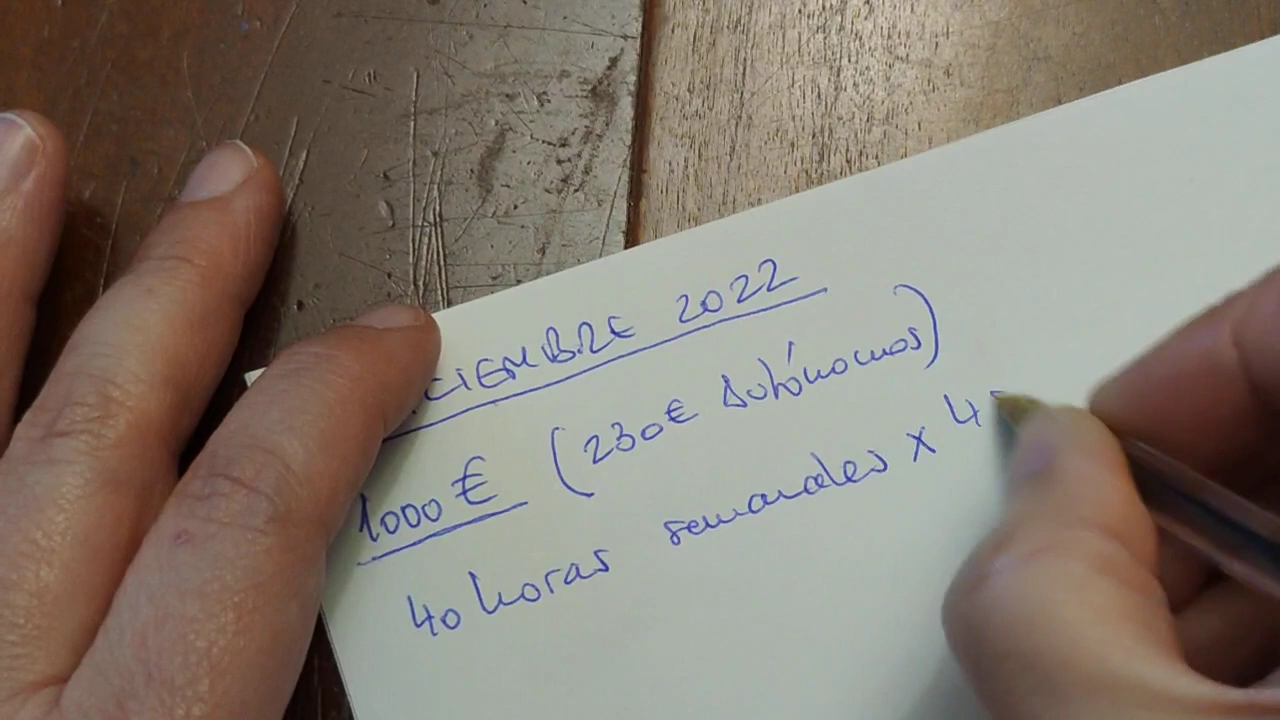 CIEMBRE 2022
1000 € (230€ Autónomos)
40 horas semanales x 4